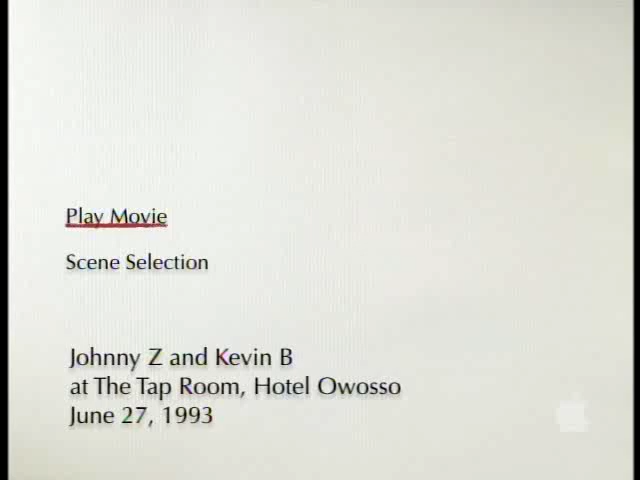 Play Movie
Scene Selection
Johnny Z and Kevin B
at The Tap Room, Hotel Owosso
June 27, 1993